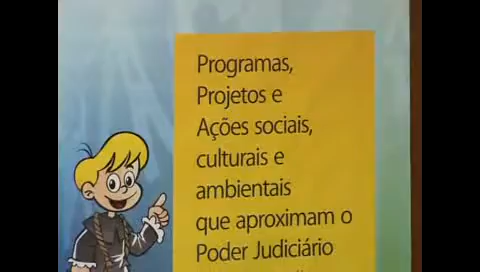 Programas,
Projetos e
Ações sociais,
culturais e
ambientais
que aproximam o
Poder Judiciário